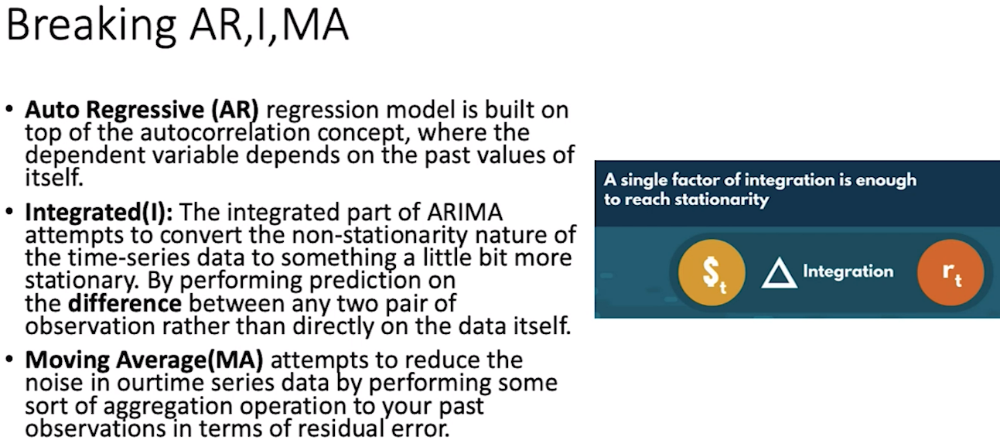 Breaking AR,I,MA
• Auto Regressive (AR) regression model is built on
top of the autocorrelation concept, where the
dependent variable depends on the past values of
itself.
• Integrated(I): The integrated part of ARIMA
attempts to convert the non-stationarity nature of
the time-series data to something a little bit more
stationary. By performing prediction on
the difference between any two pair of
observation rather than directly on the data itself.
• Moving Average(MA) attempts to reduce the
noise in ourtime series data by performing some
sort of aggregation operation to your past
observations in terms of residual error.
A single factor of integration is enough
to reach stationarity
$t △ Integration rt